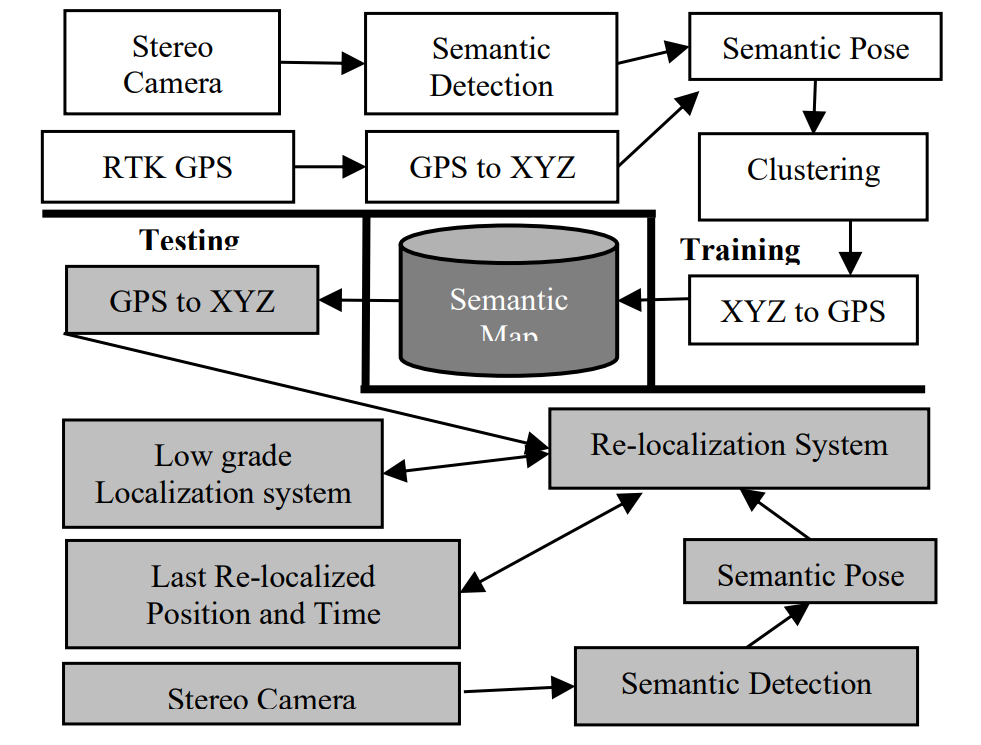 Stereo
Camera
Semantic
Detection
Semantic Pose
RTK GPS
GPS to XYZ
Clustering
Testing
Training
GPS to XYZ
Semantic
Map
XYZ to GPS
Low grade
Localization system
Re-localization System
Last Re-localized
Position and Time
Semantic Pose
Stereo Camera
Semantic Detection